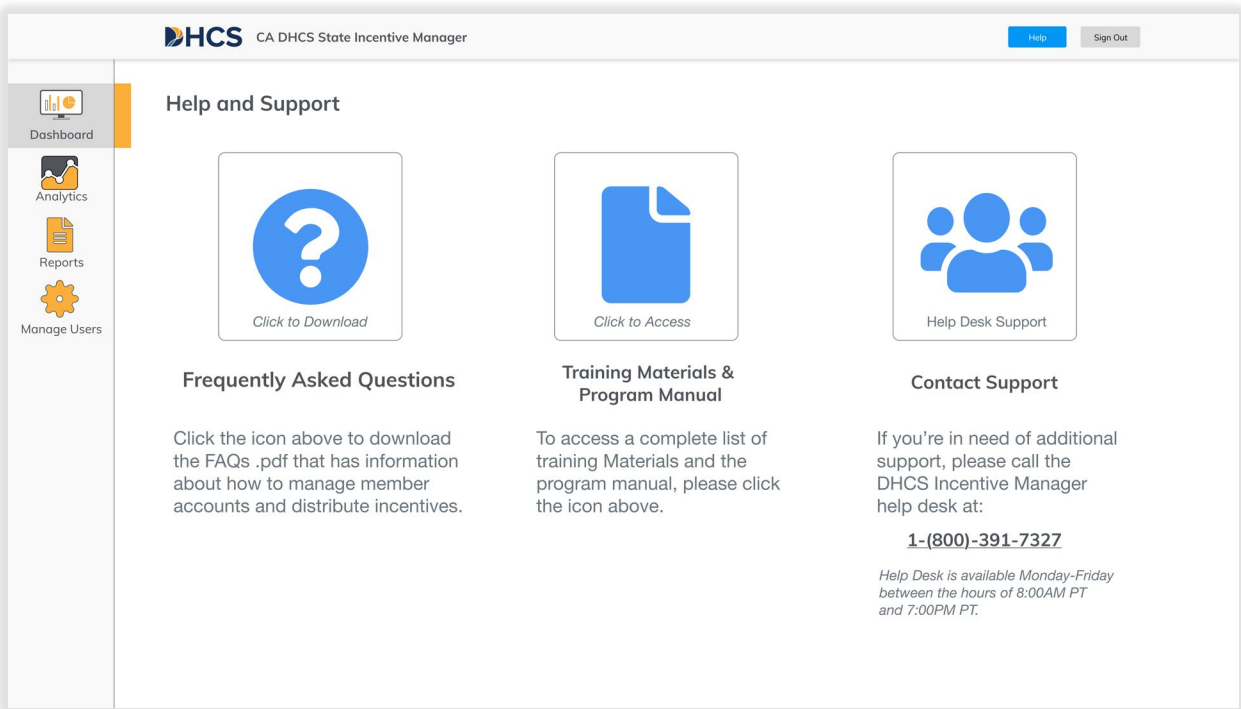 DHCS CA DHCS State Incentive Manager
Help
Sign Out
Dashboard
Analytics
Reports
Manage Users
Help and Support
Click to Download
Frequently Asked Questions
Click the icon above to download
the FAQs .pdf that has information
about how to manage member
accounts and distribute incentives.
Click to Access
Training Materials &
Program Manual
To access a complete list of
training Materials and the
program manual, please click
the icon above.
Help Desk Support
Contact Support
If you’re in need of additional
support, please call the
DHCS Incentive Manager
help desk at:
1-(800)-391-7327
Help Desk is available Monday-Friday
between the hours of 8:00AM PT
and 7:00PM PT.